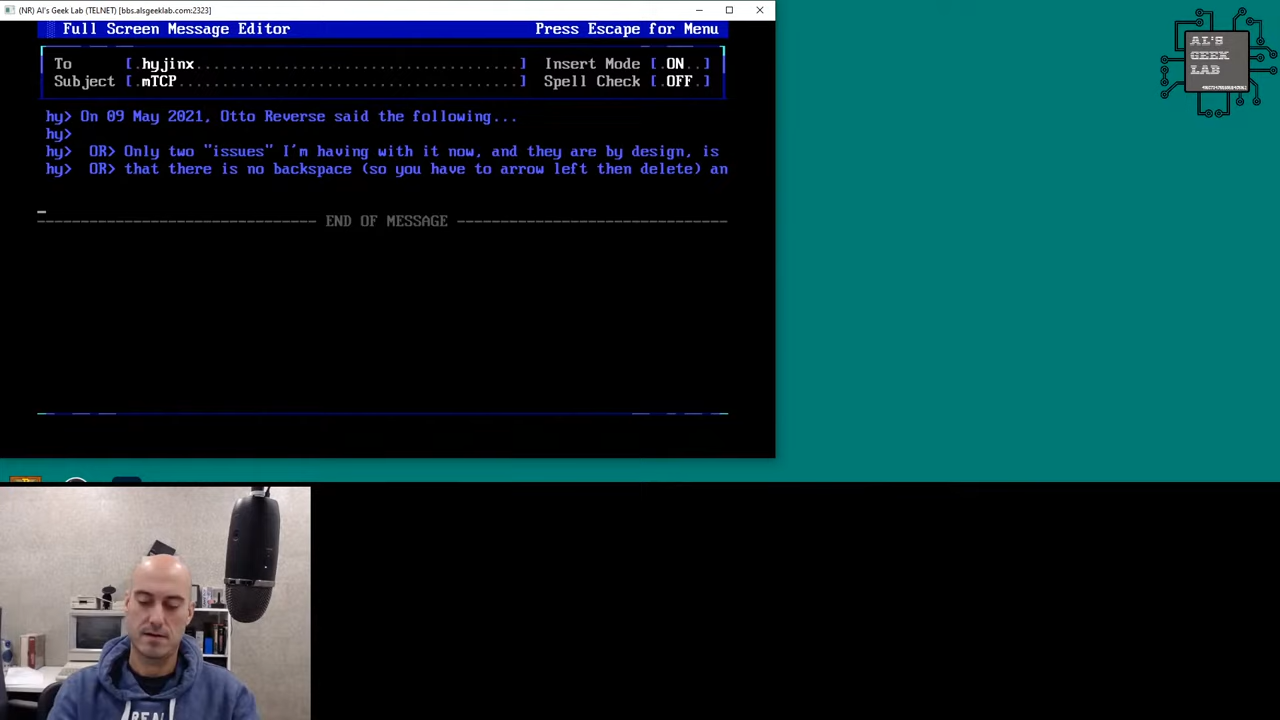 (NR) Al's Geek Lab (TELNET) [bbs.alsgeeklab.com:2323]
Full Screen Message Editor Press Escape for Menu
To [.hyjinx.....................................] Insert Mode [.ON..]
Subject [.mTCP.......................................] Spell Check [.OFF.]
hy> On 09 May 2021, Otto Reverse said the following...
hy>
hy> OR> Only two "issues" I'm having with it now, and they are by design, is
hy> OR> that there is no backspace (so you have to arrow left then delete) an
-------------------------------- END OF MESSAGE -------------------------------
AL'S
GEEK
LAB